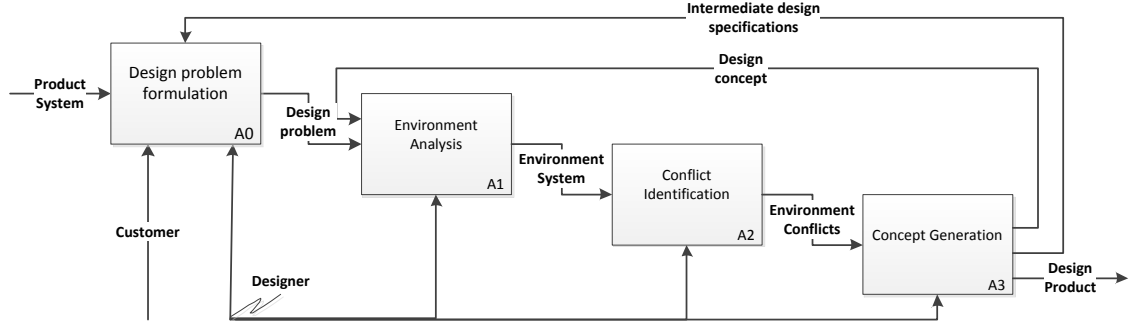 Intermediate design
specifications
Design problem
formulation
A0
Product
System
Design
concept
Design
problem
Environment
Analysis
A1
Environment
System
Conflict
Identification
A2
Environment
Conflicts
Concept Generation
A3
Customer
Designer
Design
Product